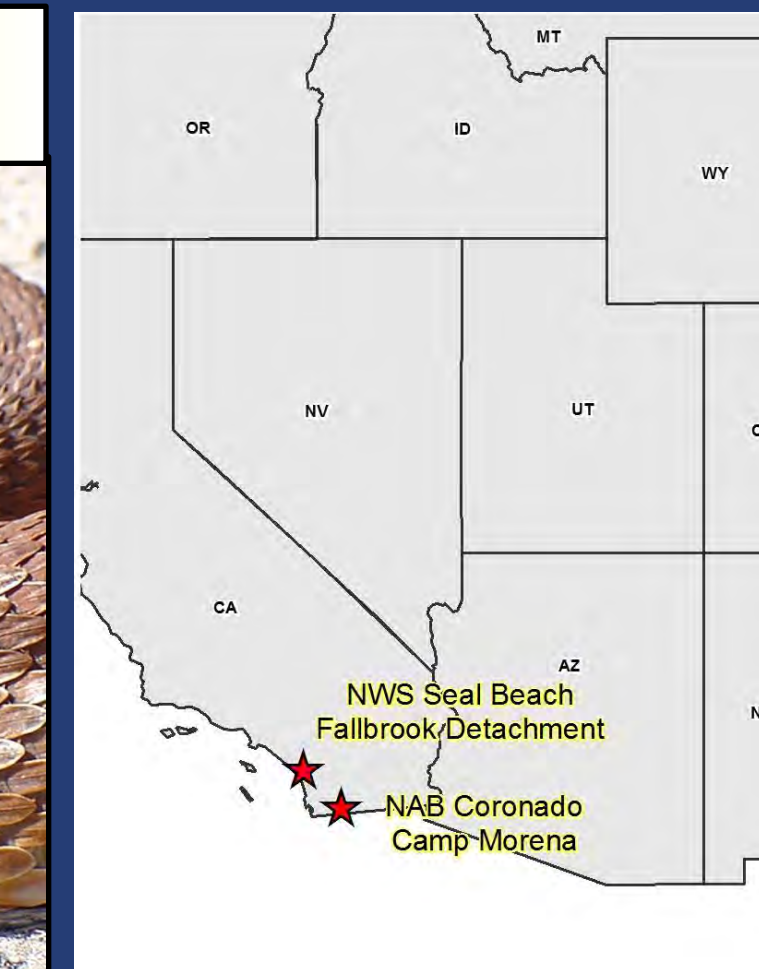 MT
OR
ID
WY
NV
UT
CA
AZ
NWS Seal Beach
Fallbrook Detachment
NAB Coronado
Camp Morena